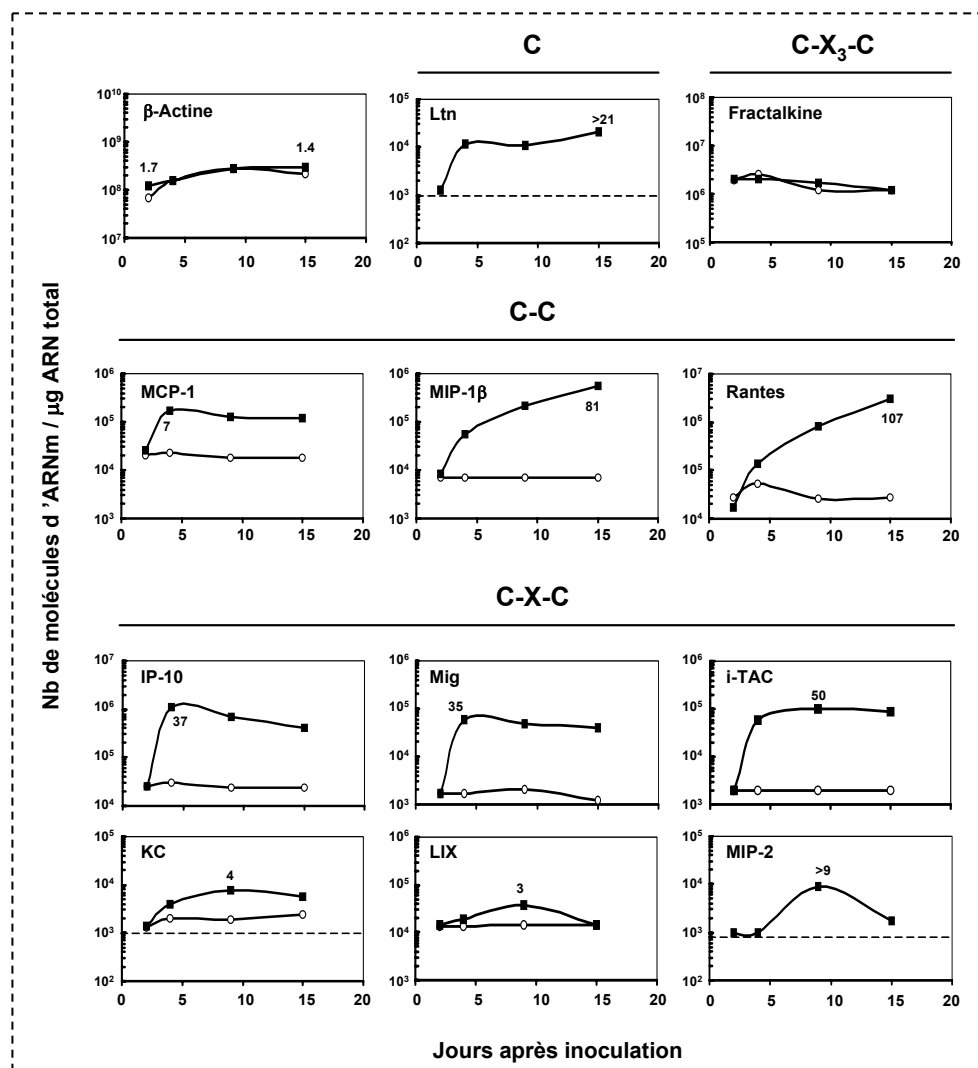 C
C-X3-C
β-Actine
1.7
1.4
10^10
10^9
10^8
10^7
0 5 10 15 20
Ltn
>21
10^5
10^4
10^3
10^2
0 5 10 15 20
Fractalkine
10^8
10^7
10^6
10^5
0 5 10 15 20
C-C
MCP-1
7
10^6
10^5
10^4
10^3
0 5 10 15 20
MIP-1β
81
10^6
10^5
10^4
10^3
0 5 10 15 20
Rantes
107
10^7
10^6
10^5
10^4
0 5 10 15 20
C-X-C
IP-10
37
10^7
10^6
10^5
10^4
0 5 10 15 20
Mig
35
10^6
10^5
10^4
10^3
0 5 10 15 20
i-TAC
50
10^6
10^5
10^4
10^3
0 5 10 15 20
KC
4
10^5
10^4
10^3
10^2
0 5 10 15 20
LIX
3
10^6
10^5
10^4
10^3
0 5 10 15 20
MIP-2
>9
10^5
10^4
10^3
10^2
0 5 10 15 20
Nb de molécules d 'ARNm / µg ARN total
Jours après inoculation